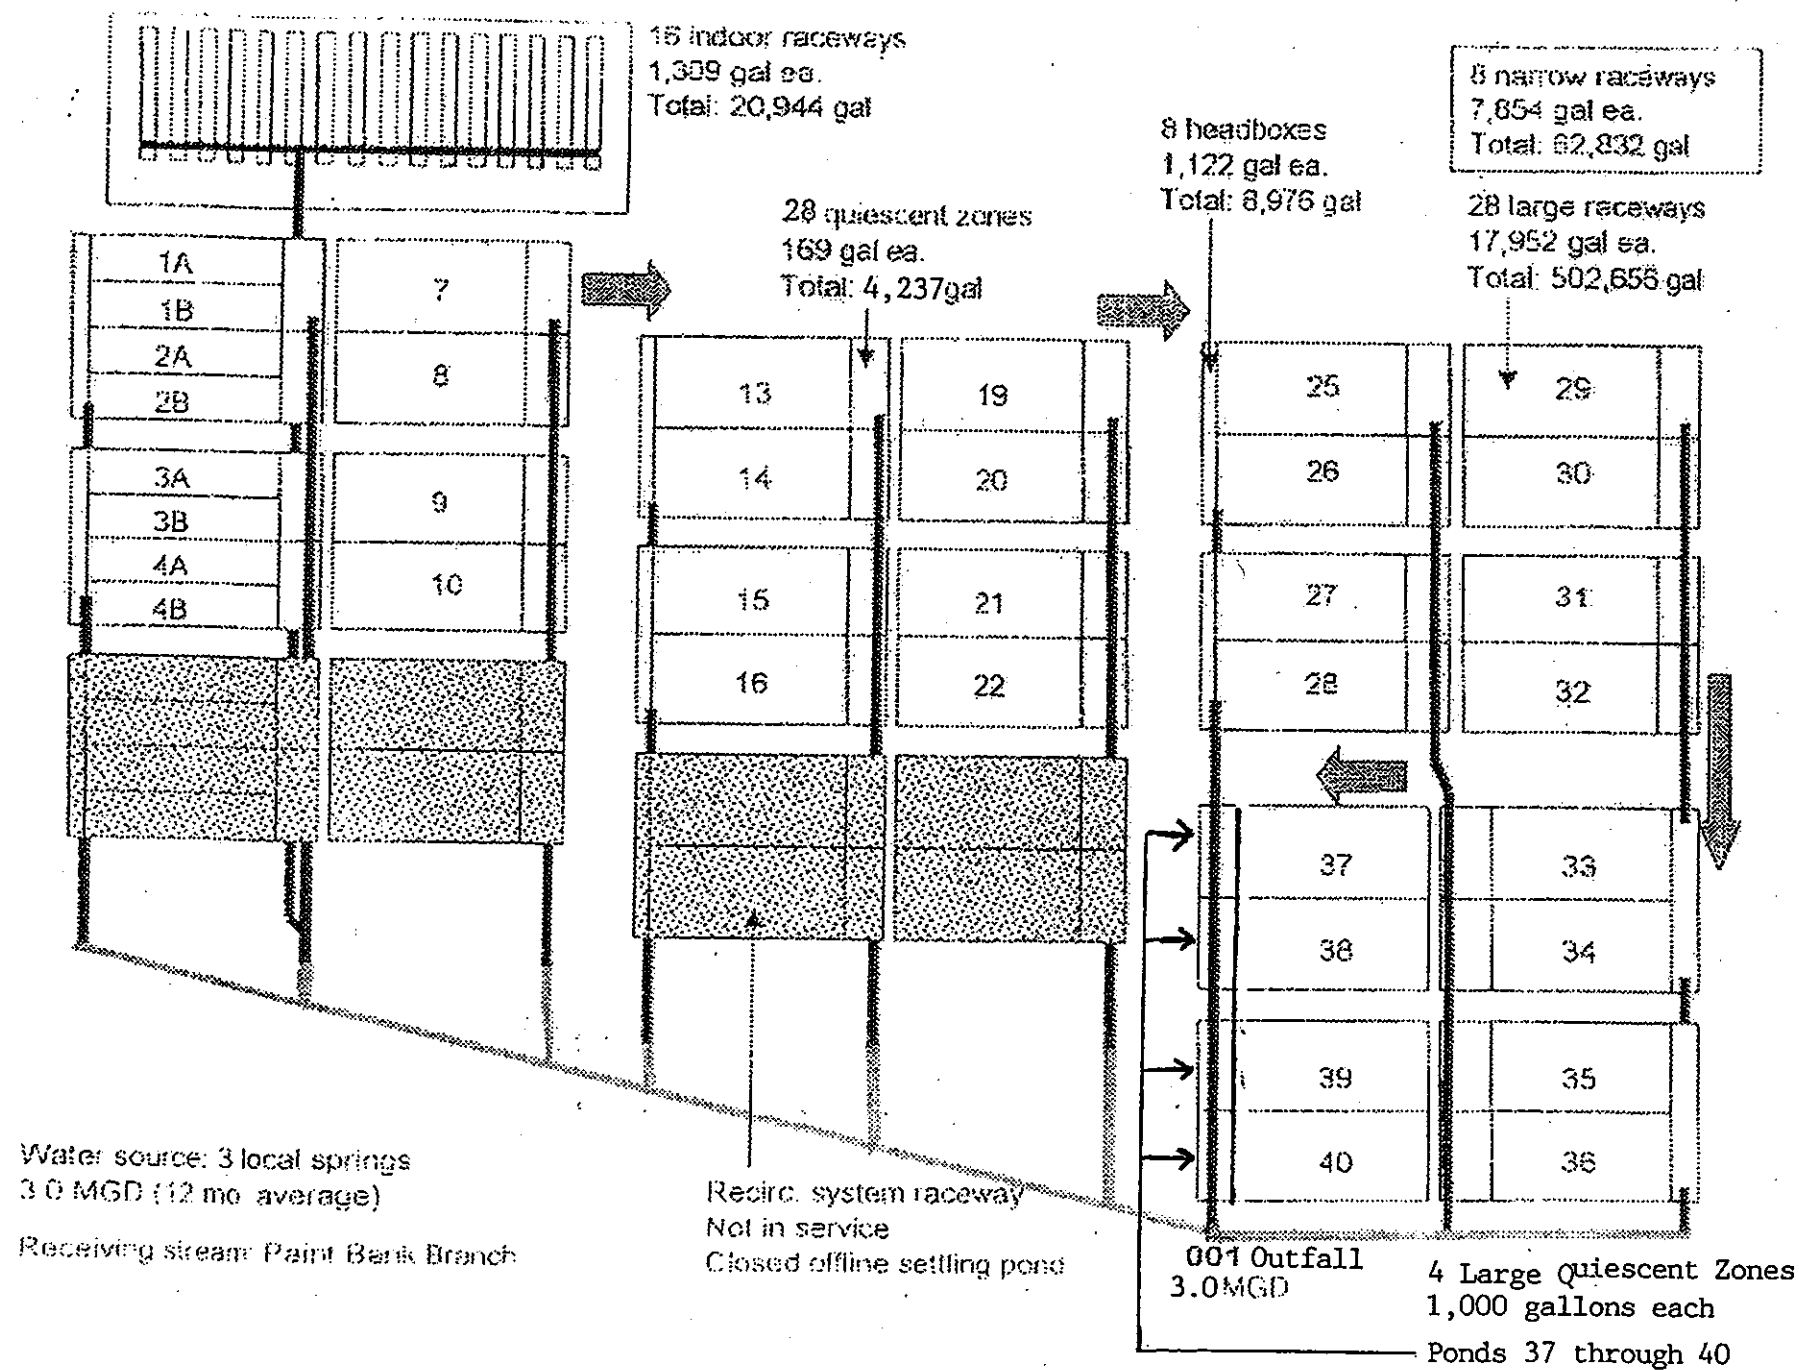 16 indoor raceways
1,309 gal ea.
Total: 20,944 gal
8 narrow raceways
7,854 gal ea.
Total: 62,832 gal
8 headboxes
1,122 gal ea.
Total: 8,976 gal
28 quiescent zones
169 gal ea.
Total: 4,237gal
28 large raceways
17,952 gal ea.
Total: 502,656 gal
1A
1B
2A
2B
3A
3B
4A
4B
7
8
9
10
13
14
15
16
19
20
21
22
25
26
27
28
29
30
31
32
37
38
39
40
33
34
35
36
Water source: 3 local springs
3.0 MGD (12 mo average)
Receiving stream: Paint Bank Branch
Recirc. system raceway
Not in service
Closed offline settling pond
001 Outfall
3.0MGD
4 Large Quiescent Zones
1,000 gallons each
Ponds 37 through 40